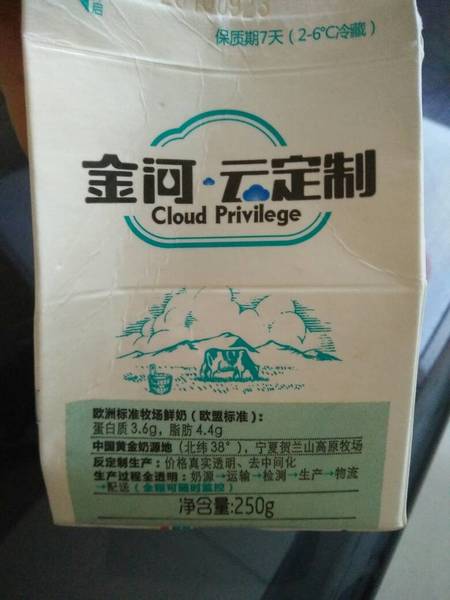 启
保质期7天（2-6℃冷藏）
金河·云定制
Cloud Privilege
欧洲标准牧场鲜奶（欧盟标准）：
蛋白质 3.6g，脂肪 4.4g
中国黄金奶源地（北纬 38°），宁夏贺兰山高原牧场
反定制生产：价格真实透明、去中间化
生产过程全透明：奶源→运输→检测→生产→物流
→配送（全程可随时监控）
净含量:250g